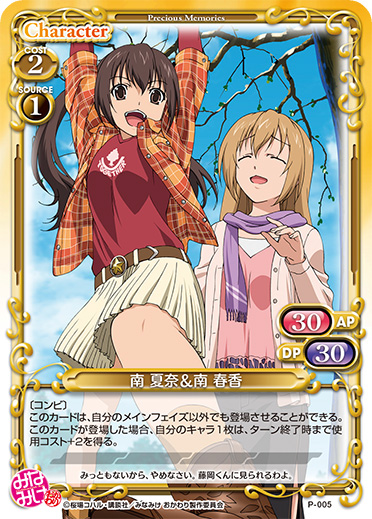 Precious Memories
Character
COST
2
SOURCE
1
30 AP
DP 30
南 夏奈&南 春香
〔コンビ〕
このカードは、自分のメインフェイズ以外でも登場させることができる。
このカードが登場した場合、自分のキャラ1枚は、ターン終了時まで使
用コスト+2を得る。
みっともないから、やめなさい。藤岡くんに見られるわよ。
みなみけ
©桜場コハル・講談社/みなみけ おかわり製作委員会
P-005